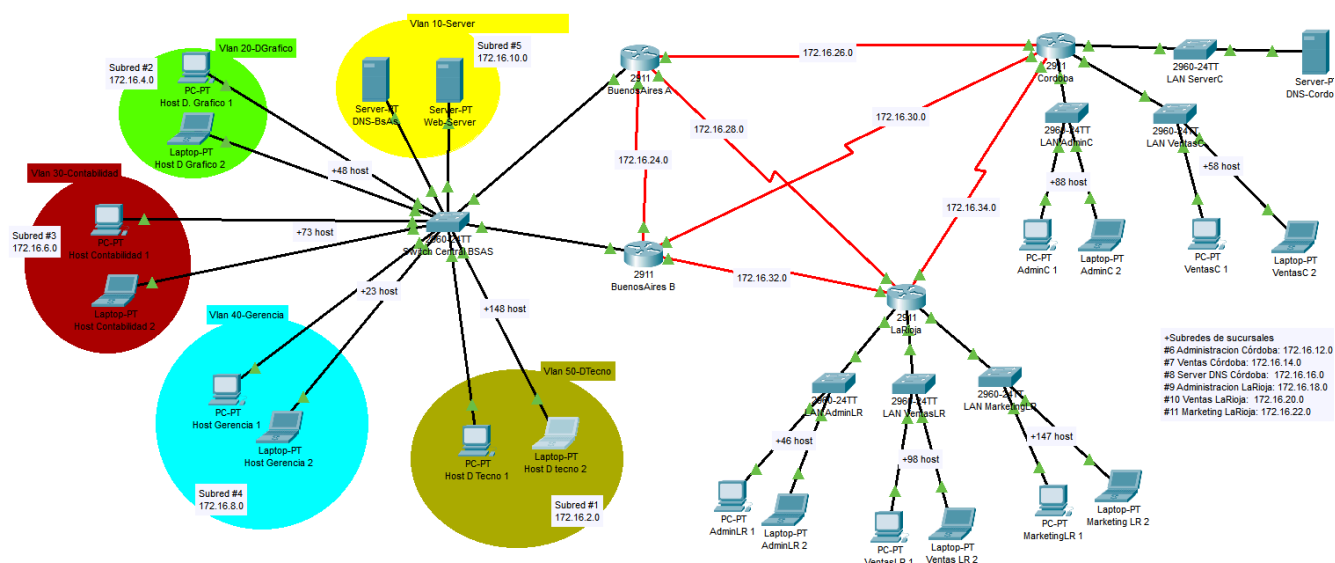 Vlan 10-Server
Subred #5
172.16.10.0
Server-PT
DNS-BsAs
Server-PT
Web-Server
Vlan 20-DGrafico
Subred #2
172.16.4.0
PC-PT
Host D. Grafico 1
Laptop-PT
Host D Grafico 2
+48 host
Vlan 30-Contabilidad
Subred #3
172.16.6.0
PC-PT
Host Contabilidad 1
Laptop-PT
Host Contabilidad 2
+73 host
2960-24TT
Switch Central BSAS
Vlan 40-Gerencia
+23 host
PC-PT
Host Gerencia 1
Laptop-PT
Host Gerencia 2
Subred #4
172.16.8.0
+148 host
Vlan 50-DTecno
PC-PT
Host D Tecno 1
Laptop-PT
Host D tecno 2
Subred #1
172.16.2.0
2911
BuenosAires A
172.16.26.0
172.16.28.0
172.16.30.0
172.16.24.0
172.16.34.0
172.16.32.0
2911
BuenosAires B
2911
Cordoba
2960-24TT
LAN ServerC
Server-P
DNS-Cordo
2960-24TT
LAN AdminC
2960-24TT
LAN VentasC
+88 host
+58 host
PC-PT
AdminC 1
Laptop-PT
AdminC 2
PC-PT
VentasC 1
Laptop-PT
VentasC 2
2911
LaRioja
2960-24TT
LAN AdminLR
2960-24TT
LAN VentasLR
2960-24TT
LAN MarketingLR
+46 host
+98 host
+147 host
PC-PT
AdminLR 1
Laptop-PT
AdminLR 2
PC-PT
VentasLR 1
Laptop-PT
VentasLR 2
PC-PT
MarketingLR 1
Laptop-PT
Marketing LR 2
+Subredes de sucursales
#6 Administracion Córdoba: 172.16.12.0
#7 Ventas Córdoba: 172.16.14.0
#8 Server DNS Córdoba: 172.16.16.0
#9 Administracion LaRioja: 172.16.18.0
#10 Ventas LaRioja: 172.16.20.0
#11 Marketing LaRioja: 172.16.22.0